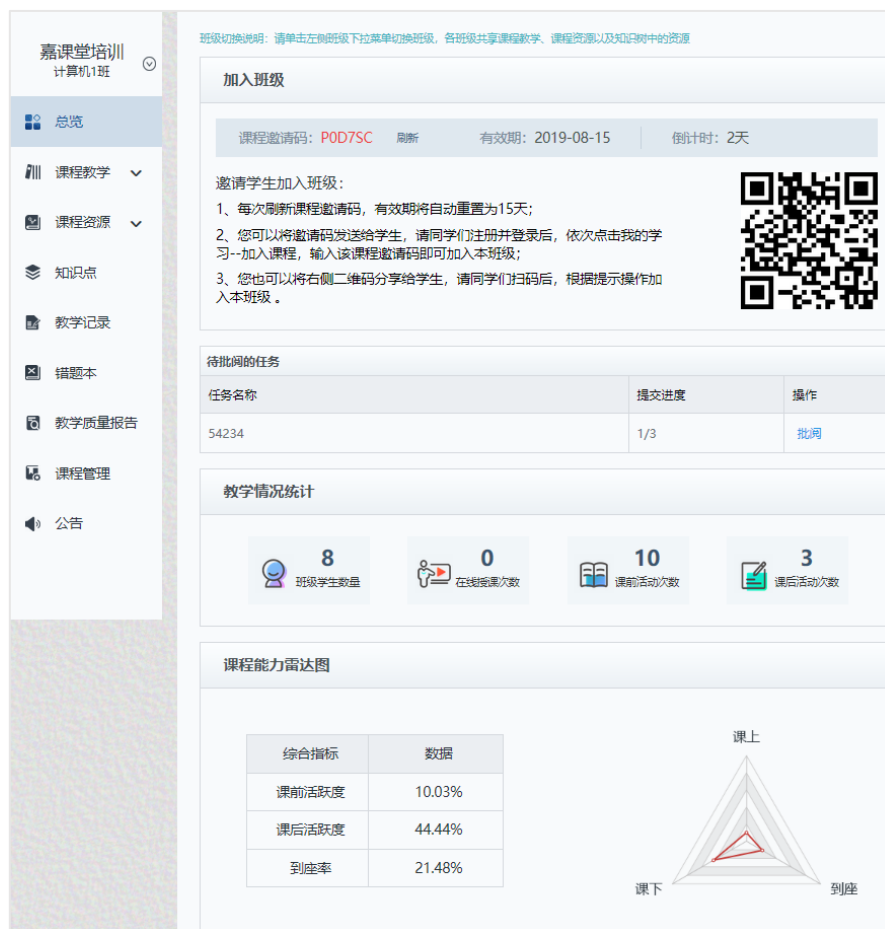 嘉课堂培训
计算机1班
总览
课程教学
课程资源
知识点
教学记录
错题本
教学质量报告
课程管理
公告
班级切换说明：请单击左侧班级下拉菜单切换班级，各班级共享课程教学、课程资源以及知识树中的资源
加入班级
课程邀请码：P0D7SC 刷新 有效期：2019-08-15 倒计时：2天
邀请学生加入班级：
1、每次刷新课程邀请码，有效期将自动重置为15天；
2、您可以将邀请码发送给学生，请同学们注册并登录后，依次点击我的学
习--加入课程，输入该课程邀请码即可加入本班级；
3、您也可以将右侧二维码分享给学生，请同学们扫码后，根据提示操作加
入本班级 。
待批阅的任务
任务名称 提交进度 操作
54234 1/3 批阅
教学情况统计
8 班级学生数量
0 在线授课次数
10 课前活动次数
3 课后活动次数
课程能力雷达图
综合指标 数据
课前活跃度 10.03%
课后活跃度 44.44%
到座率 21.48%
课上
课下
到座